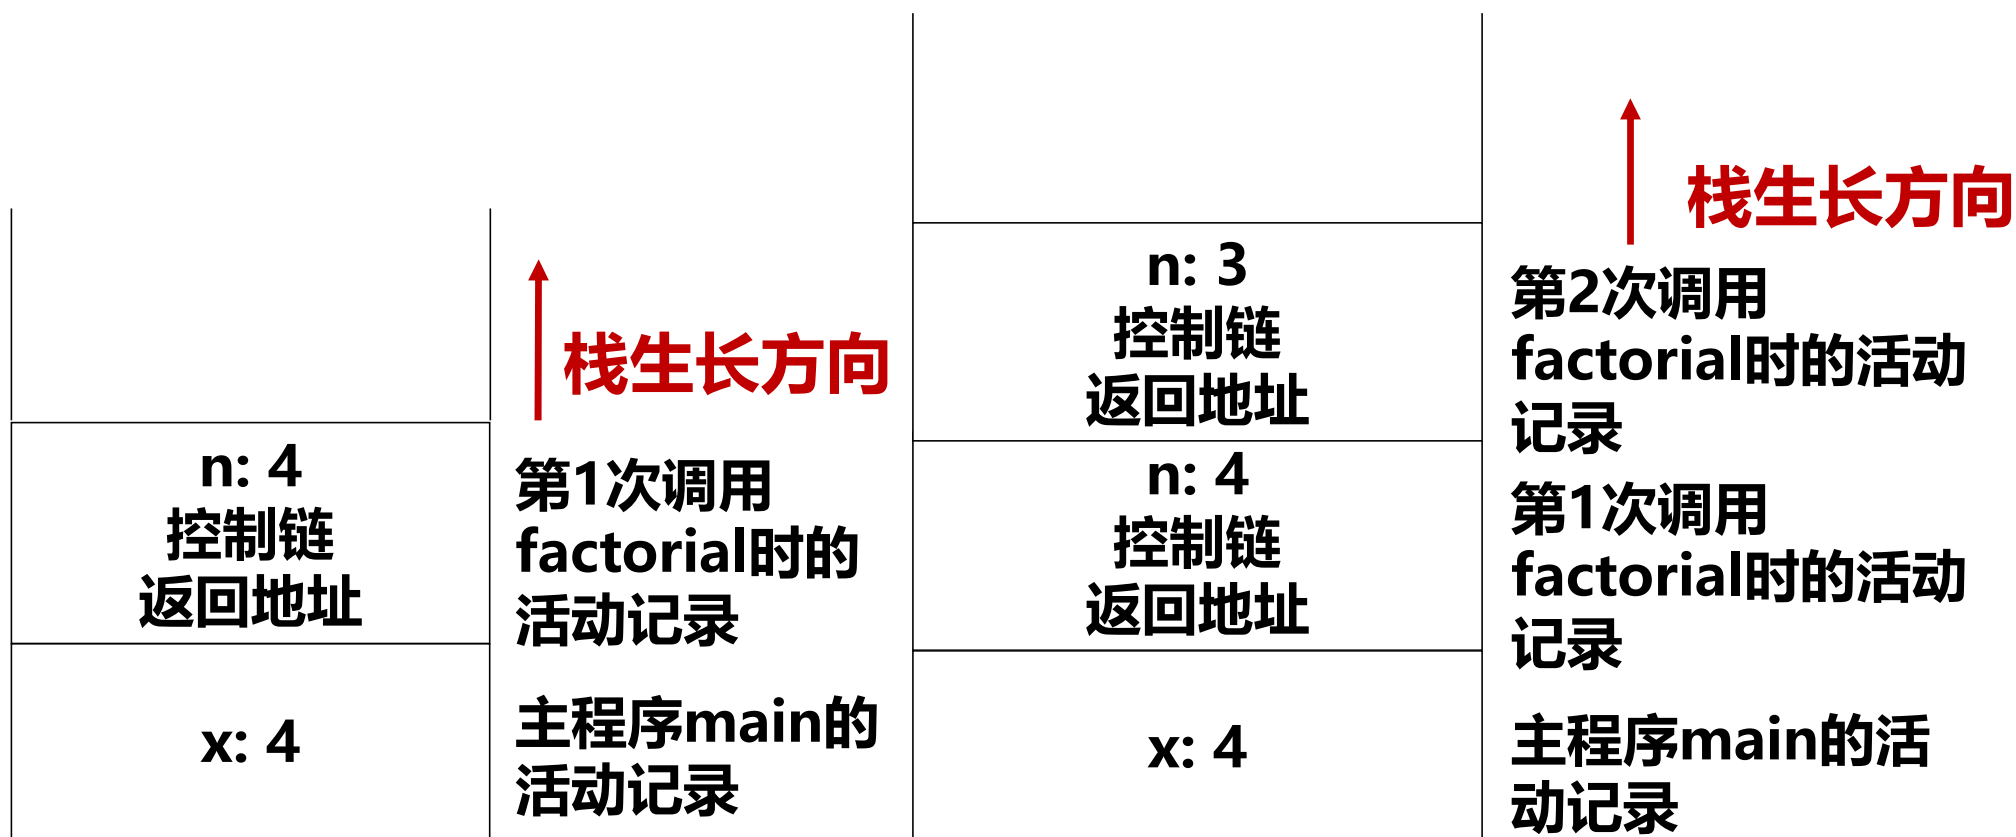 栈生长方向
n: 4
控制链
返回地址
第1次调用
factorial时的
活动记录
x: 4
主程序main的
活动记录
栈生长方向
n: 3
控制链
返回地址
第2次调用
factorial时的活动
记录
n: 4
控制链
返回地址
第1次调用
factorial时的活动
记录
x: 4
主程序main的活
动记录